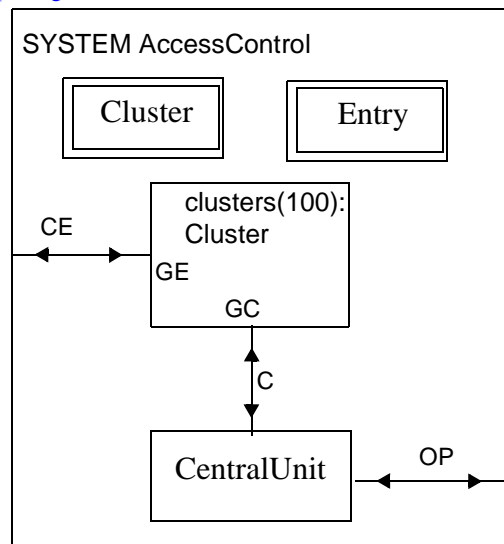 SYSTEM AccessControl
Cluster
Entry
clusters(100):
Cluster
CE
GE
GC
C
CentralUnit
OP